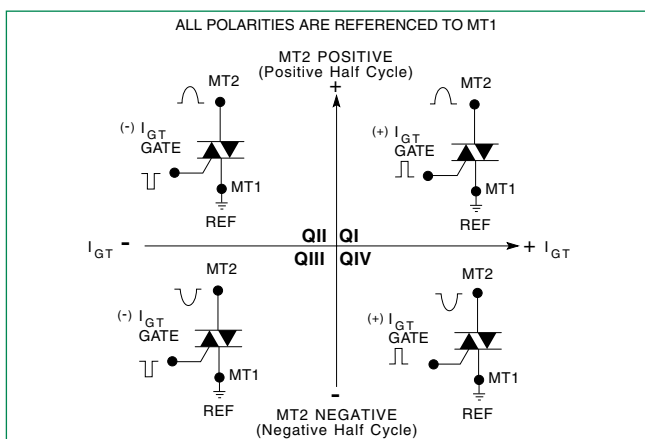 ALL POLARITIES ARE REFERENCED TO MT1
MT2 POSITIVE
(Positive Half Cycle)
+
MT2
(-) IGT
GATE
MT1
REF
MT2
(+) IGT
GATE
MT1
REF
IGT -
QII QI
QIII QIV
+ IGT
MT2
(-) IGT
GATE
MT1
REF
MT2
(+) IGT
GATE
MT1
REF
-
MT2 NEGATIVE
(Negative Half Cycle)